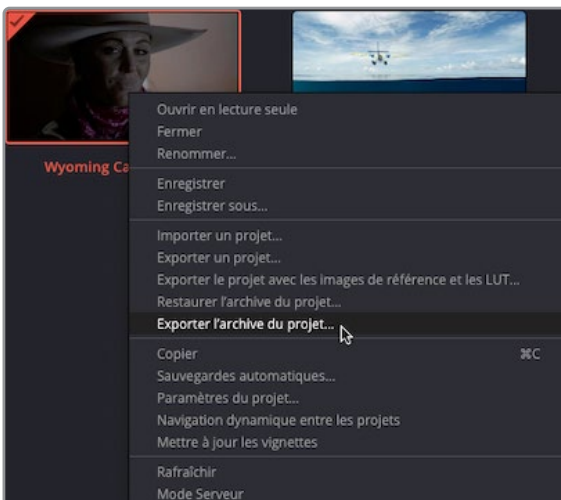 Wyoming Ca
Ouvrir en lecture seule
Fermer
Renommer...
Enregistrer
Enregistrer sous...
Importer un projet...
Exporter un projet...
Exporter le projet avec les images de référence et les LUT...
Restaurer l'archive du projet...
Exporter l'archive du projet...
Copier ⌘C
Sauvegardes automatiques...
Paramètres du projet...
Navigation dynamique entre les projets
Mettre à jour les vignettes
Rafraîchir
Mode Serveur